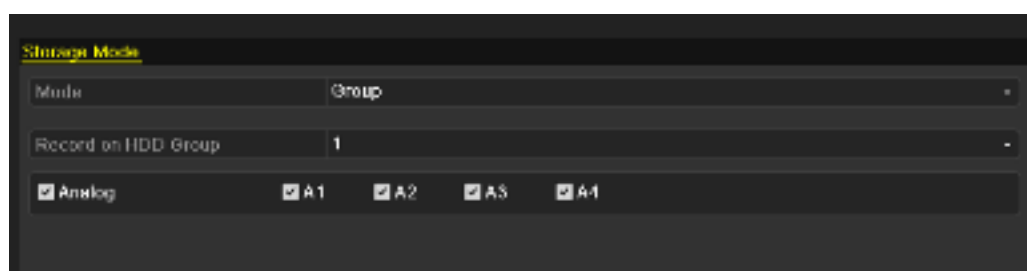 Storage Mode
Mode Group
Record on HDD Group 1
Analog A1 A2 A3 A4